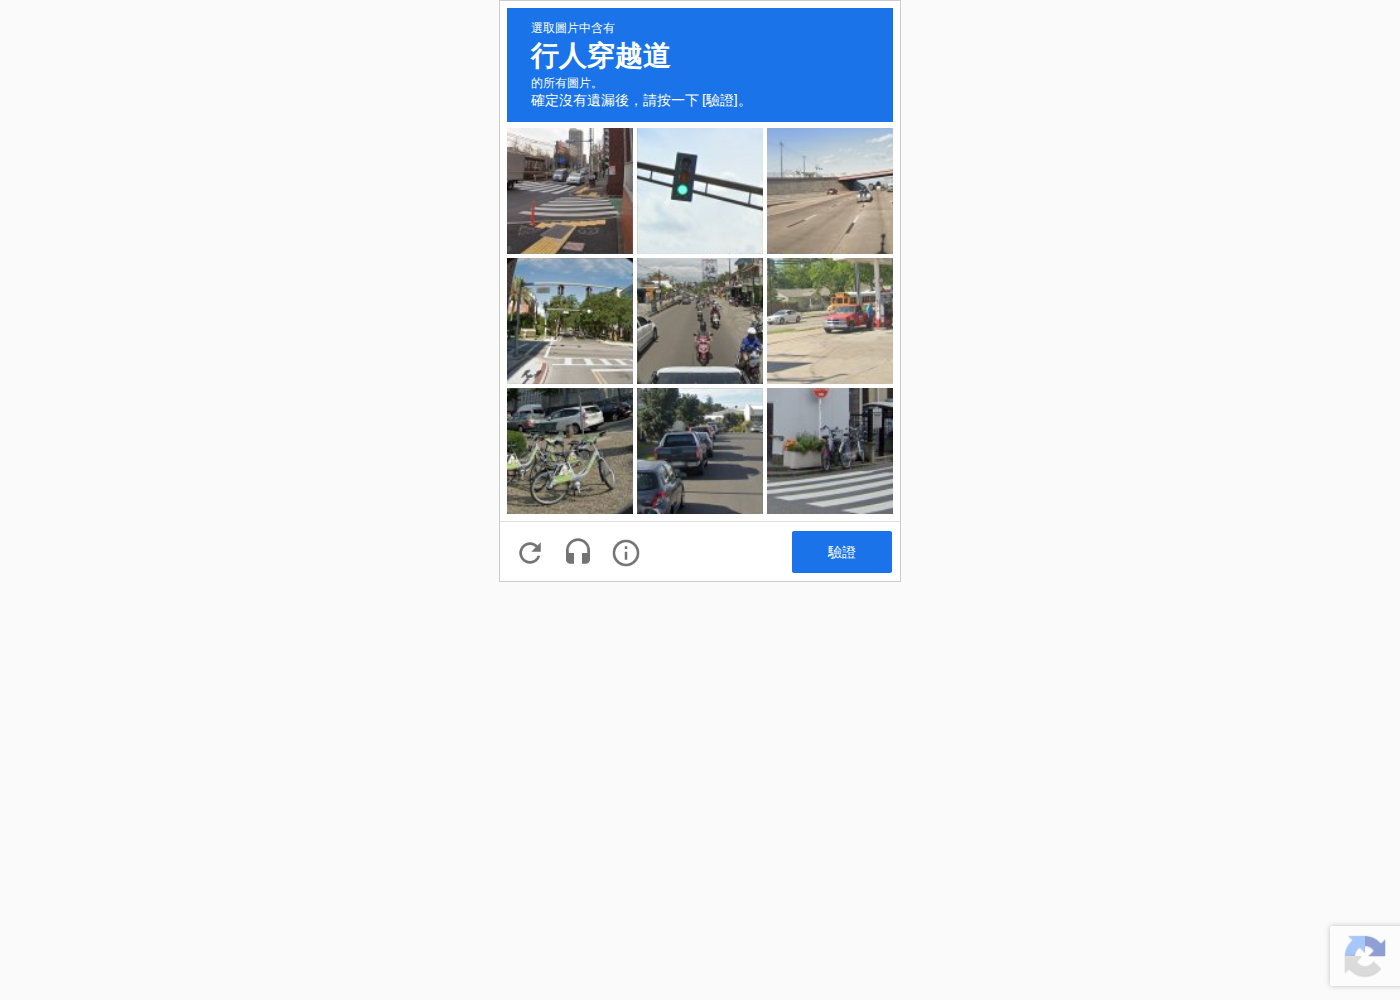 選取圖片中含有
行人穿越道
的所有圖片。
確定沒有遺漏後，請按一下 [驗證]。
驗證